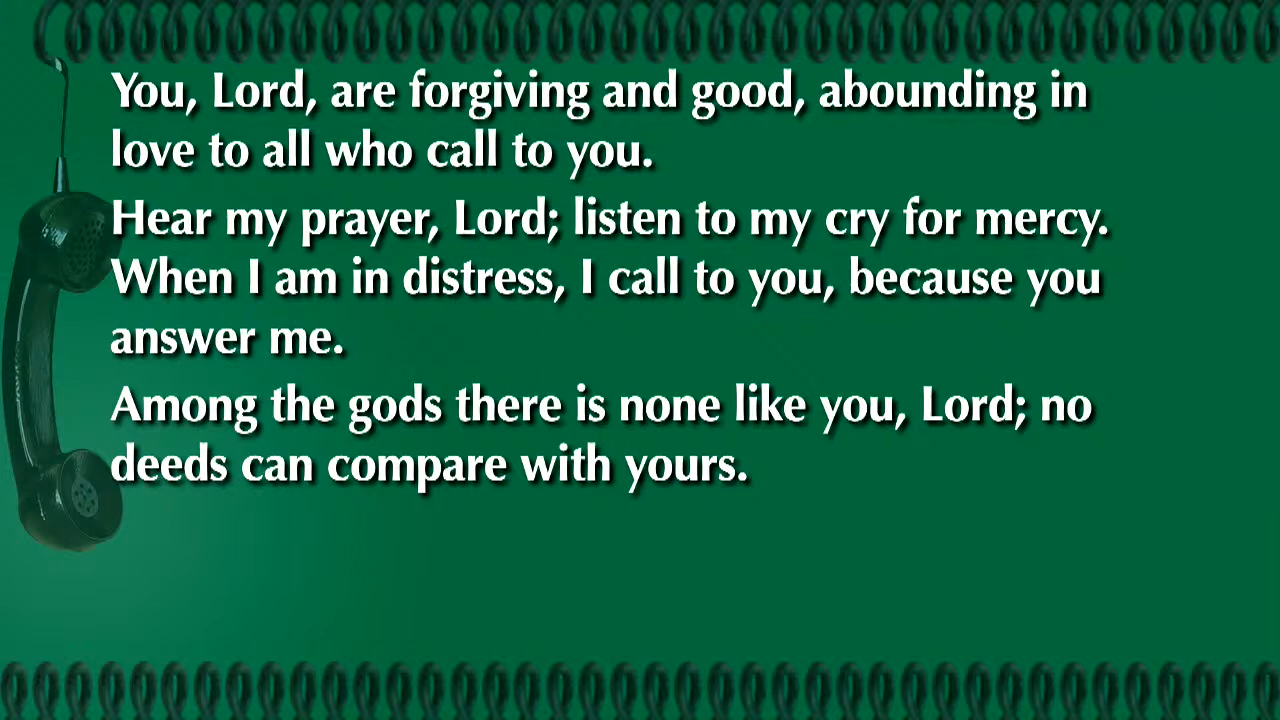 You, Lord, are forgiving and good, abounding in
love to all who call to you.
Hear my prayer, Lord; listen to my cry for mercy.
When I am in distress, I call to you, because you
answer me.
Among the gods there is none like you, Lord; no
deeds can compare with yours.